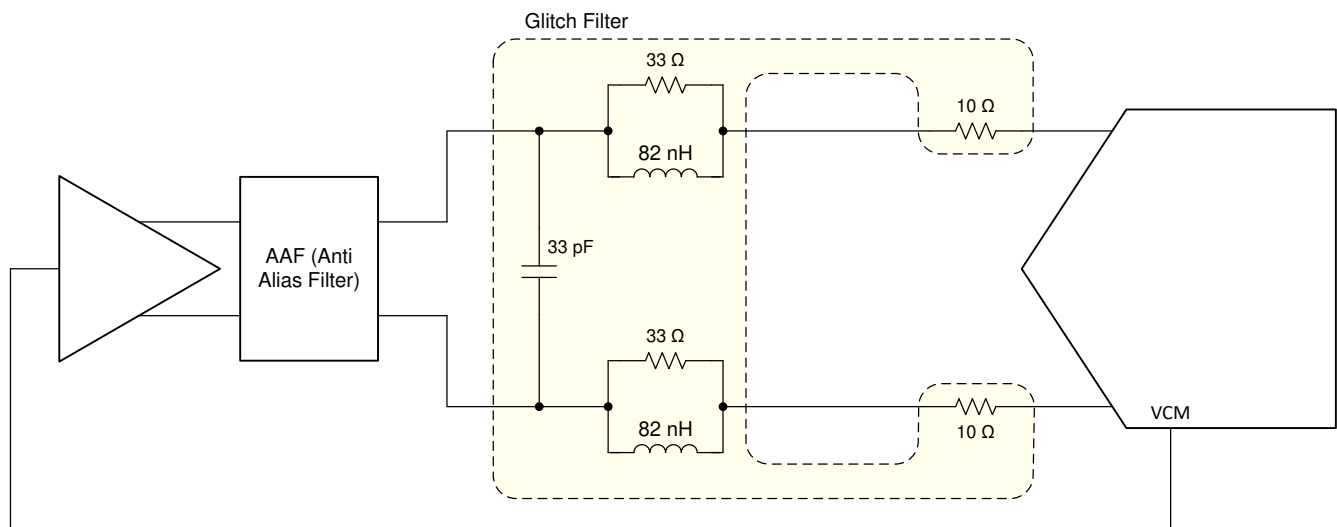 Glitch Filter
33 Ω
10 Ω
82 nH
AAF (Anti
Alias Filter)
33 pF
33 Ω
82 nH
10 Ω
VCM